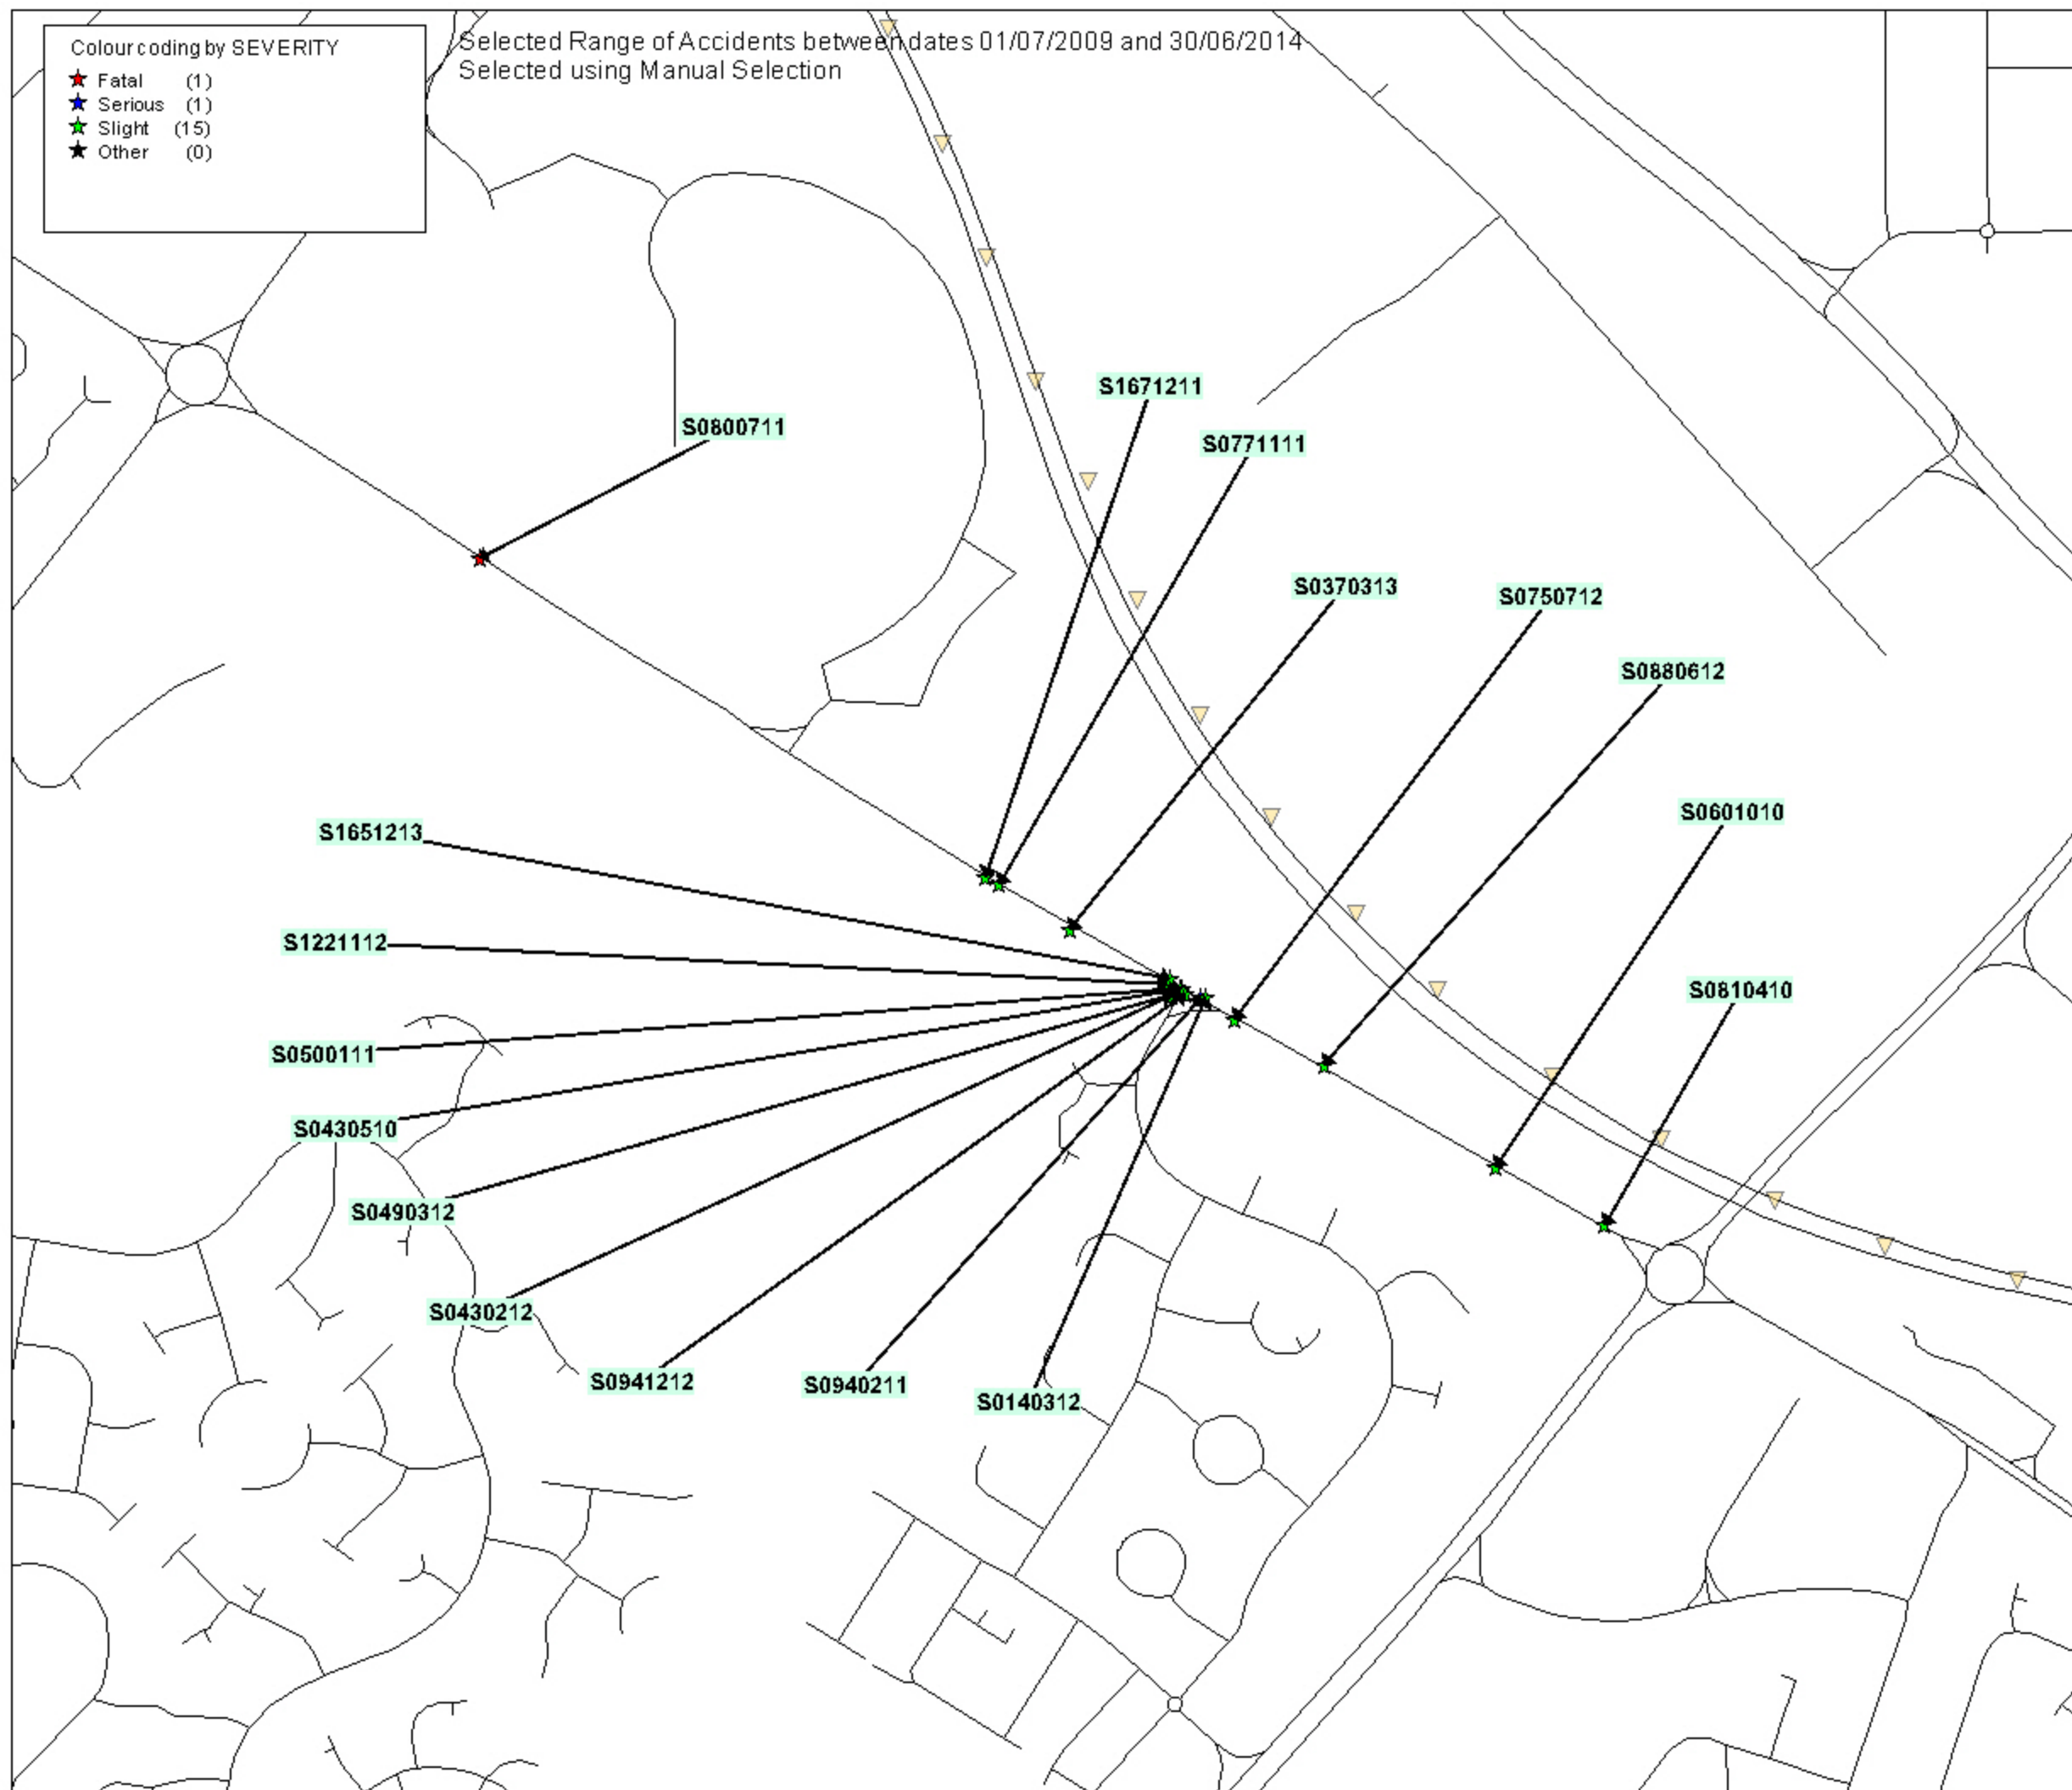 Colour coding by SEVERITY
Fatal (1)
Serious (1)
Slight (15)
Other (0)
Selected Range of Accidents between dates 01/07/2009 and 30/06/2014
Selected using Manual Selection
S1671211
S0800711
S0771111
S0370313
S0750712
S0880612
S0601010
S1651213
S1221112
S0810410
S0500111
S0430510
S0490312
S0430212
S0941212
S0940211
S0140312